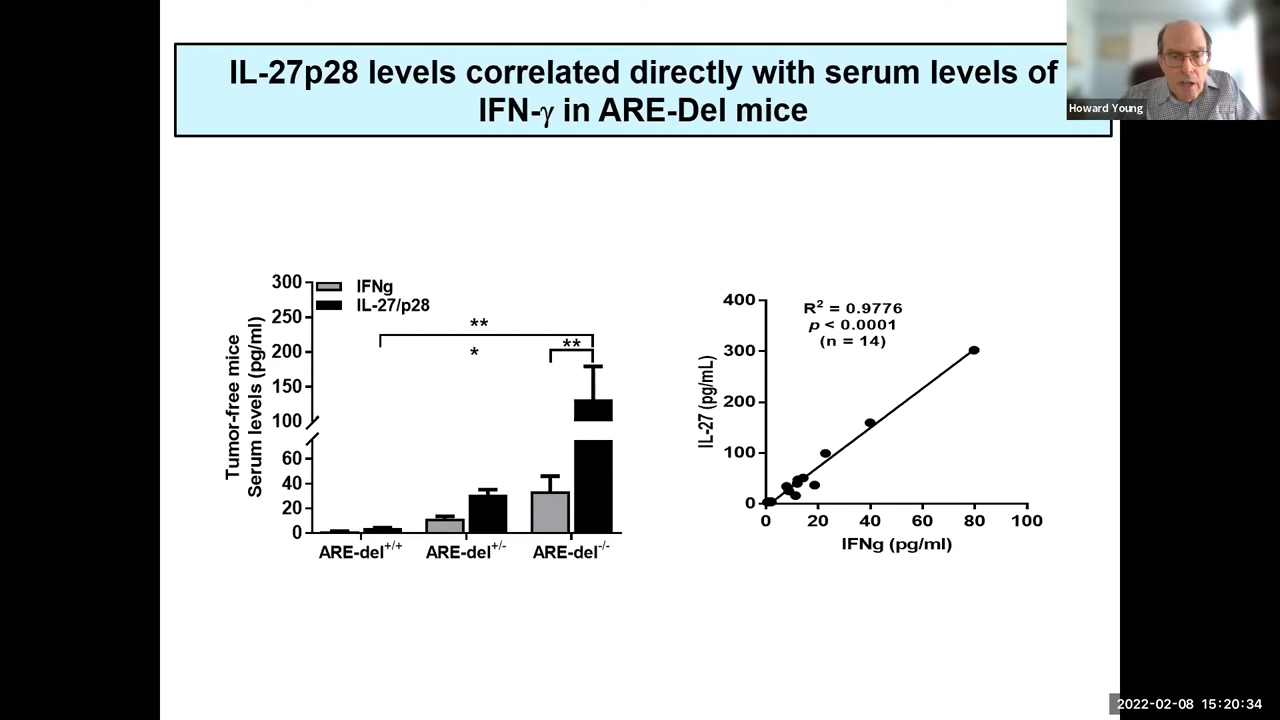 IL-27p28 levels correlated directly with serum levels of
IFN-γ in ARE-Del mice
Howard Young
Tumor-free mice
Serum levels (pg/ml)
300
250
200
150
100
60
40
20
0
IFNg
IL-27/p28
**
*
**
ARE-del+/+
ARE-del+/-
ARE-del-/-
IL-27 (pg/mL)
400
300
200
100
0
R² = 0.9776
p < 0.0001
(n = 14)
0 20 40 60 80 100
IFNg (pg/ml)
2022-02-08 15:20:34